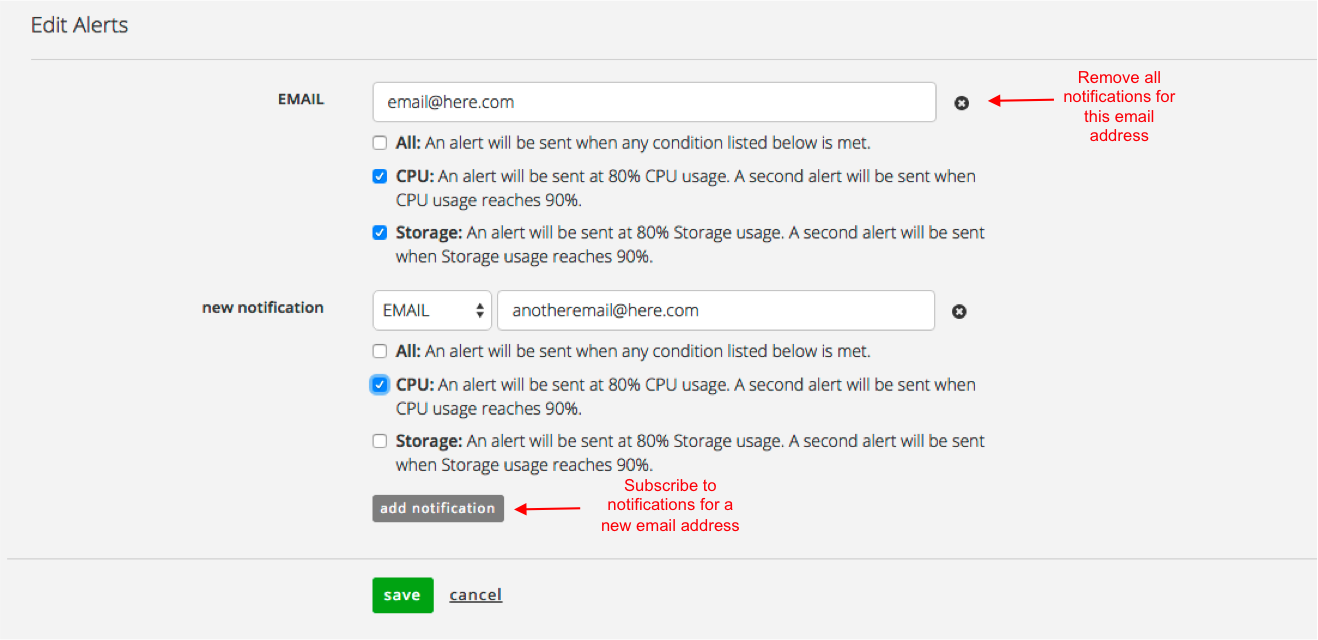 Edit Alerts
EMAIL
email@here.com
Remove all
notifications for
this email
address
All: An alert will be sent when any condition listed below is met.
CPU: An alert will be sent at 80% CPU usage. A second alert will be sent when
CPU usage reaches 90%.
Storage: An alert will be sent at 80% Storage usage. A second alert will be sent
when Storage usage reaches 90%.
new notification
EMAIL
anotheremail@here.com
All: An alert will be sent when any condition listed below is met.
CPU: An alert will be sent at 80% CPU usage. A second alert will be sent when
CPU usage reaches 90%.
Storage: An alert will be sent at 80% Storage usage. A second alert will be sent
when Storage usage reaches 90%.
add notification
Subscribe to
notifications for a
new email address
save
cancel